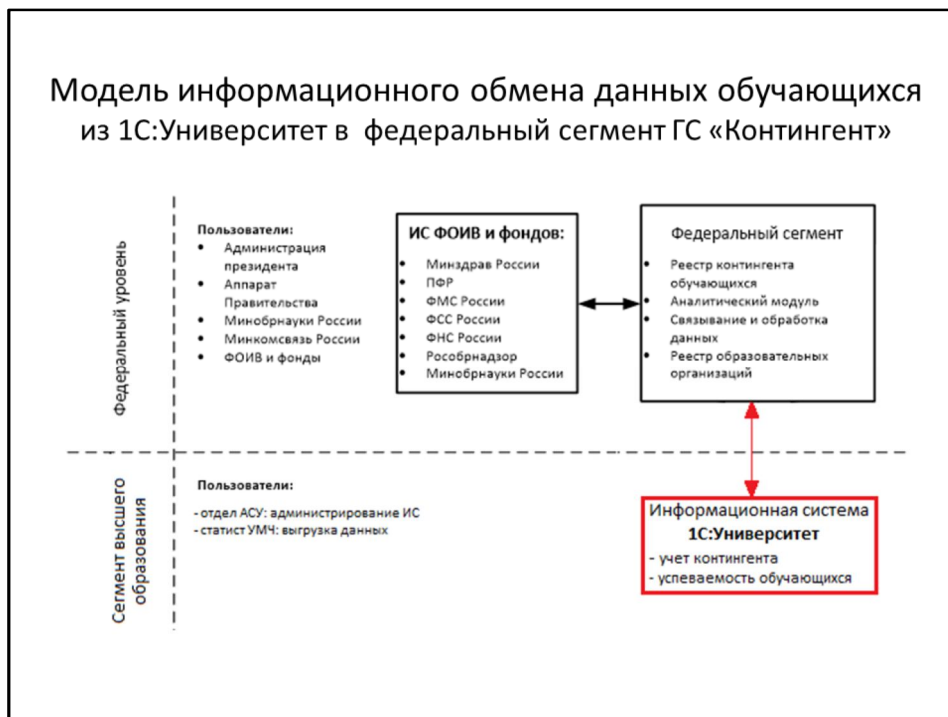 Модель информационного обмена данных обучающихся
из 1С:Университет в федеральный сегмент ГС «Контингент»
Федеральный уровень
Пользователи:
• Администрация
президента
• Аппарат
Правительства
• Минобрнауки России
• Минкомсвязь России
• ФОИВ и фонды
ИС ФОИВ и фондов:
• Минздрав России
• ПФР
• ФМС России
• ФСС России
• ФНС России
• Рособрнадзор
• Минобрнауки России
Федеральный сегмент
• Реестр контингента
обучающихся
• Аналитический модуль
• Связывание и обработка
данных
• Реестр образовательных
организаций
Сегмент высшего
образования
Пользователи:
- отдел АСУ: администрирование ИС
- статист УМЧ: выгрузка данных
Информационная система
1С:Университет
- учет контингента
- успеваемость обучающихся